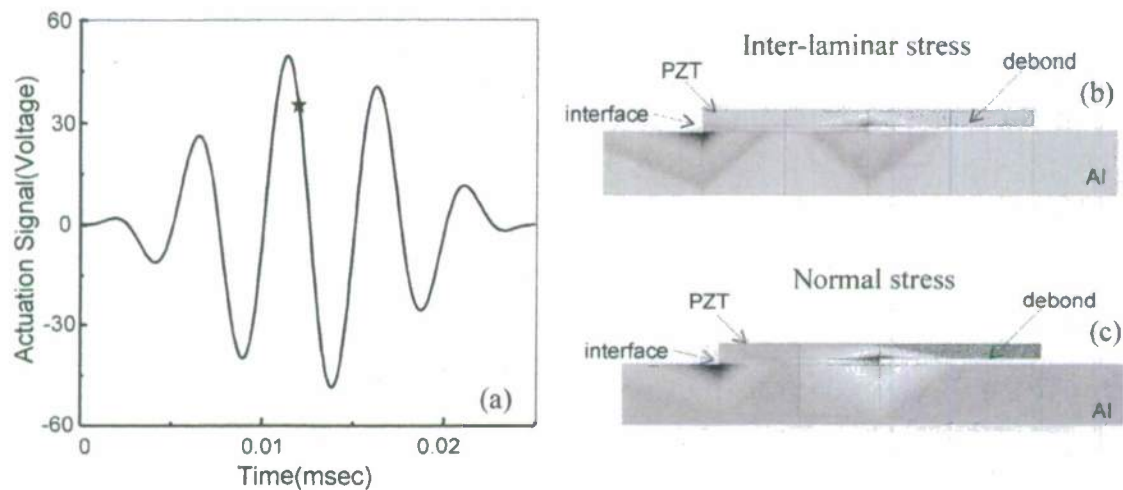 60
30
0
-30
-60
Actuation Signal(Voltage)
0
0.01
0.02
Time(msec)
(a)
Inter-laminar stress
PZT
debond
(b)
interface
Al
Normal stress
PZT
debond
(c)
interface
Al